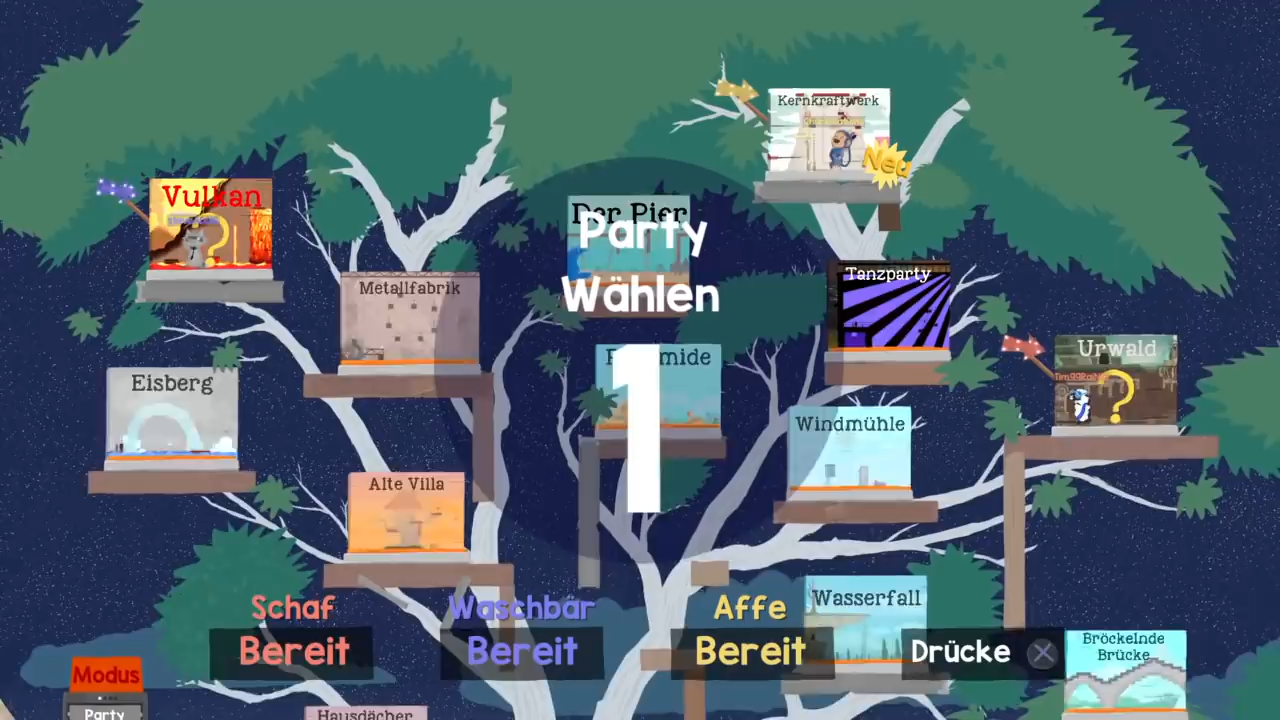 Kernkraftwerk
Neu
Vulkan
Der Pier
Party
Wählen
1
Tanzparty
Metallfabrik
Urwald
Eisberg
Windmühle
Alte Villa
Wasserfall
Schaf
Bereit
Waschbär
Bereit
Affe
Bereit
Drücke
Bröckelnde
Brücke
Modus
Party
Hausdächer